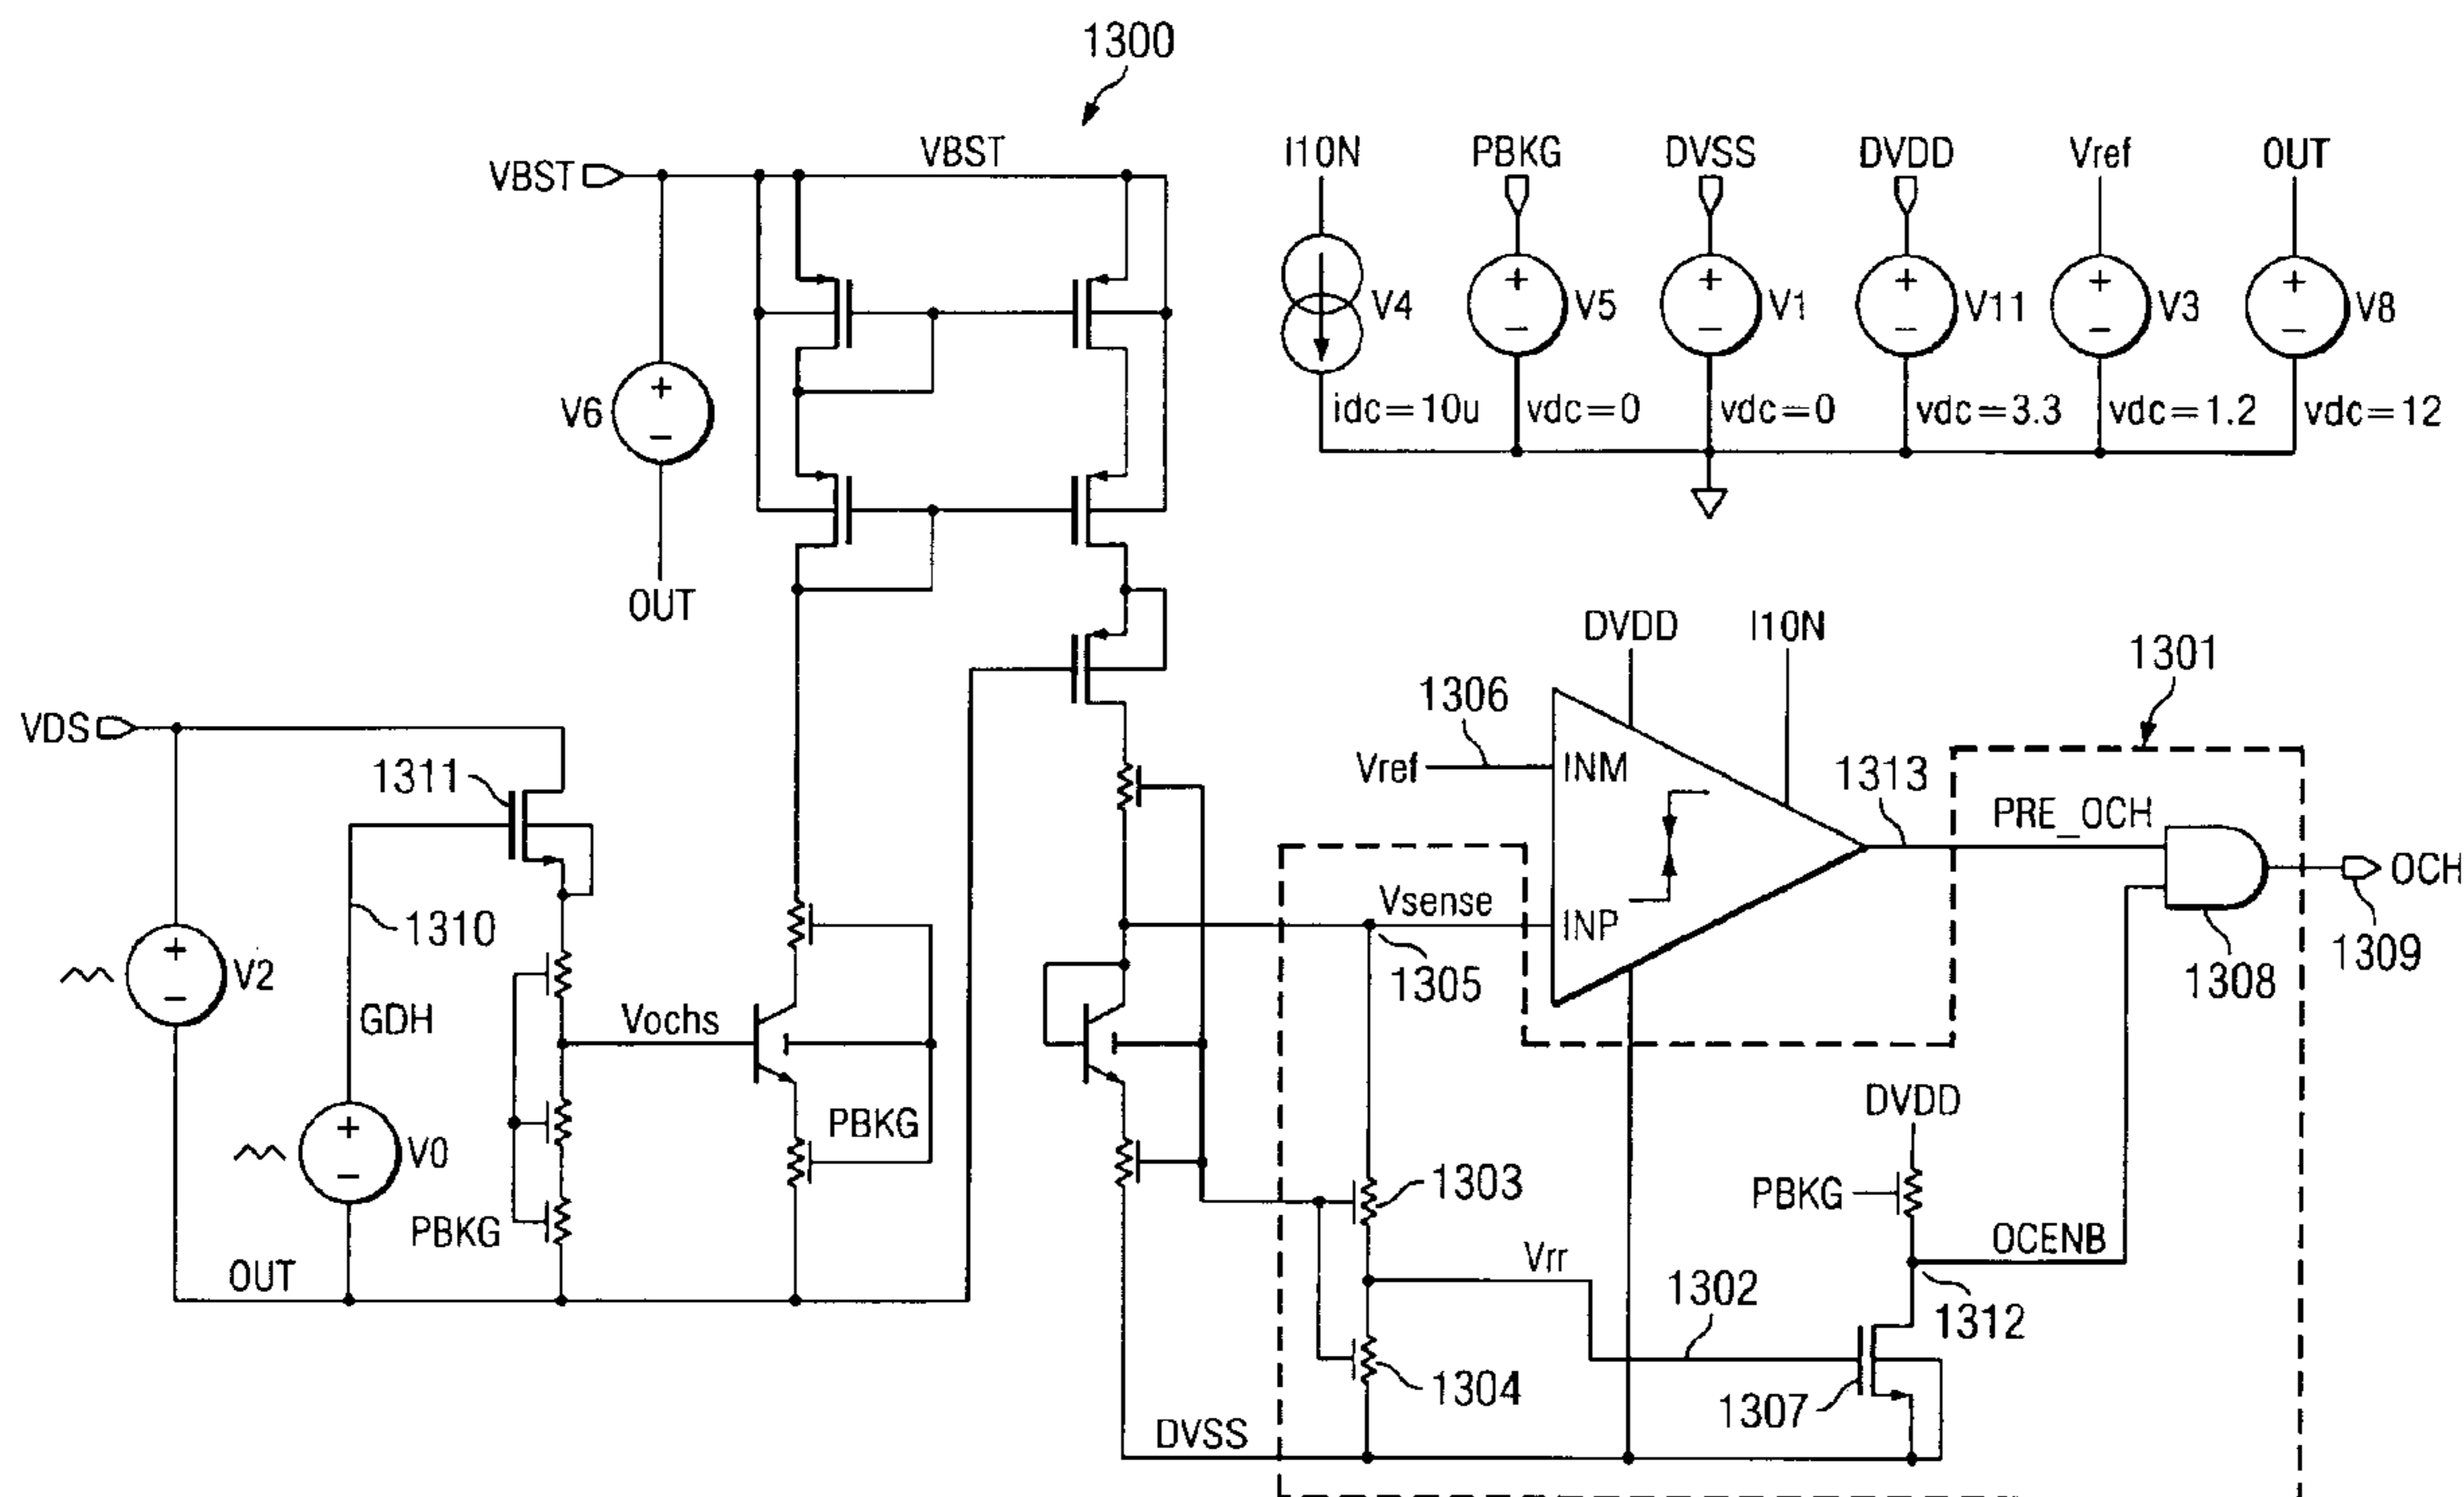 1300
VBST
VBST
I10N
PBKG
DVSS
DVDD
Vref
OUT
V6
V4
V5
V1
V11
V3
V8
idc=10u
vdc=0
vdc=0
vdc=3.3
vdc=1.2
vdc=12
OUT
DVDD
I10N
1301
1306
VDS
1311
Vref
INM
1313
PRE_OCH
OCH
1310
Vsense
INP
1305
1308
1309
V2
GDH
Vochs
DVDD
V0
PBKG
1303
PBKG
PBKG
Vrr
OCENB
OUT
1302
1312
1304
1307
DVSS